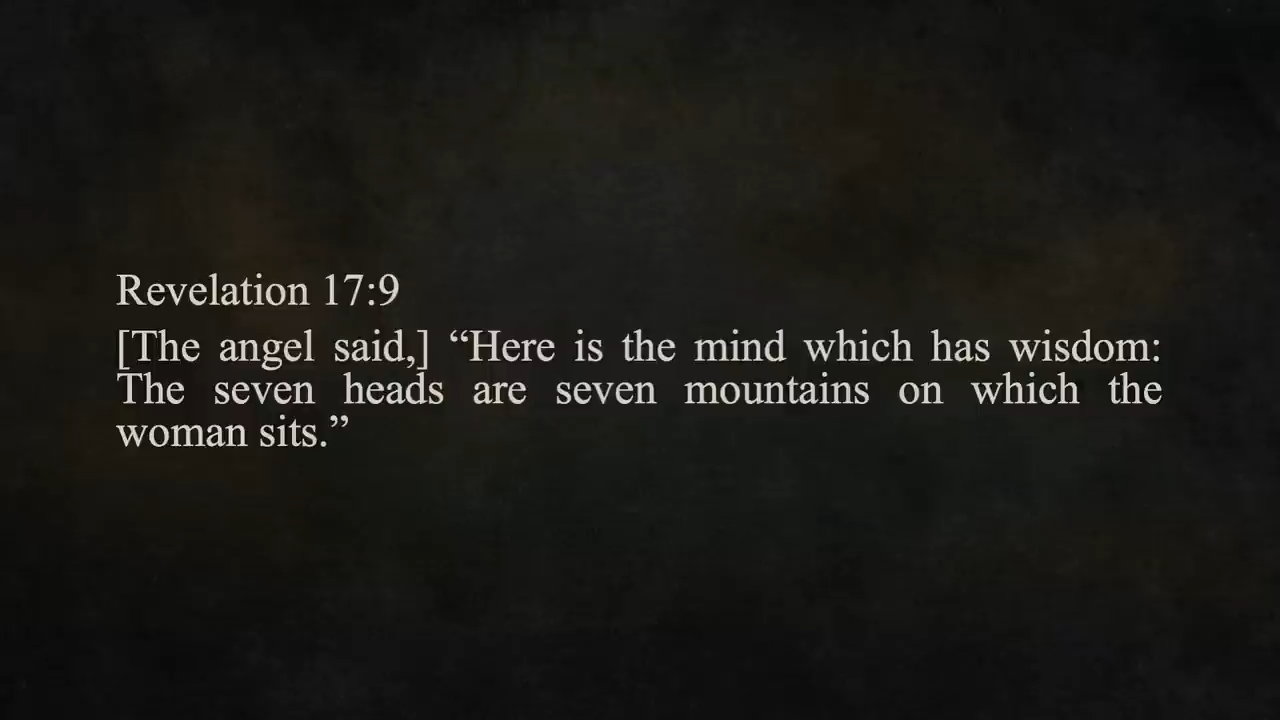 Revelation 17:9
[The angel said,] “Here is the mind which has wisdom:
The seven heads are seven mountains on which the
woman sits.”